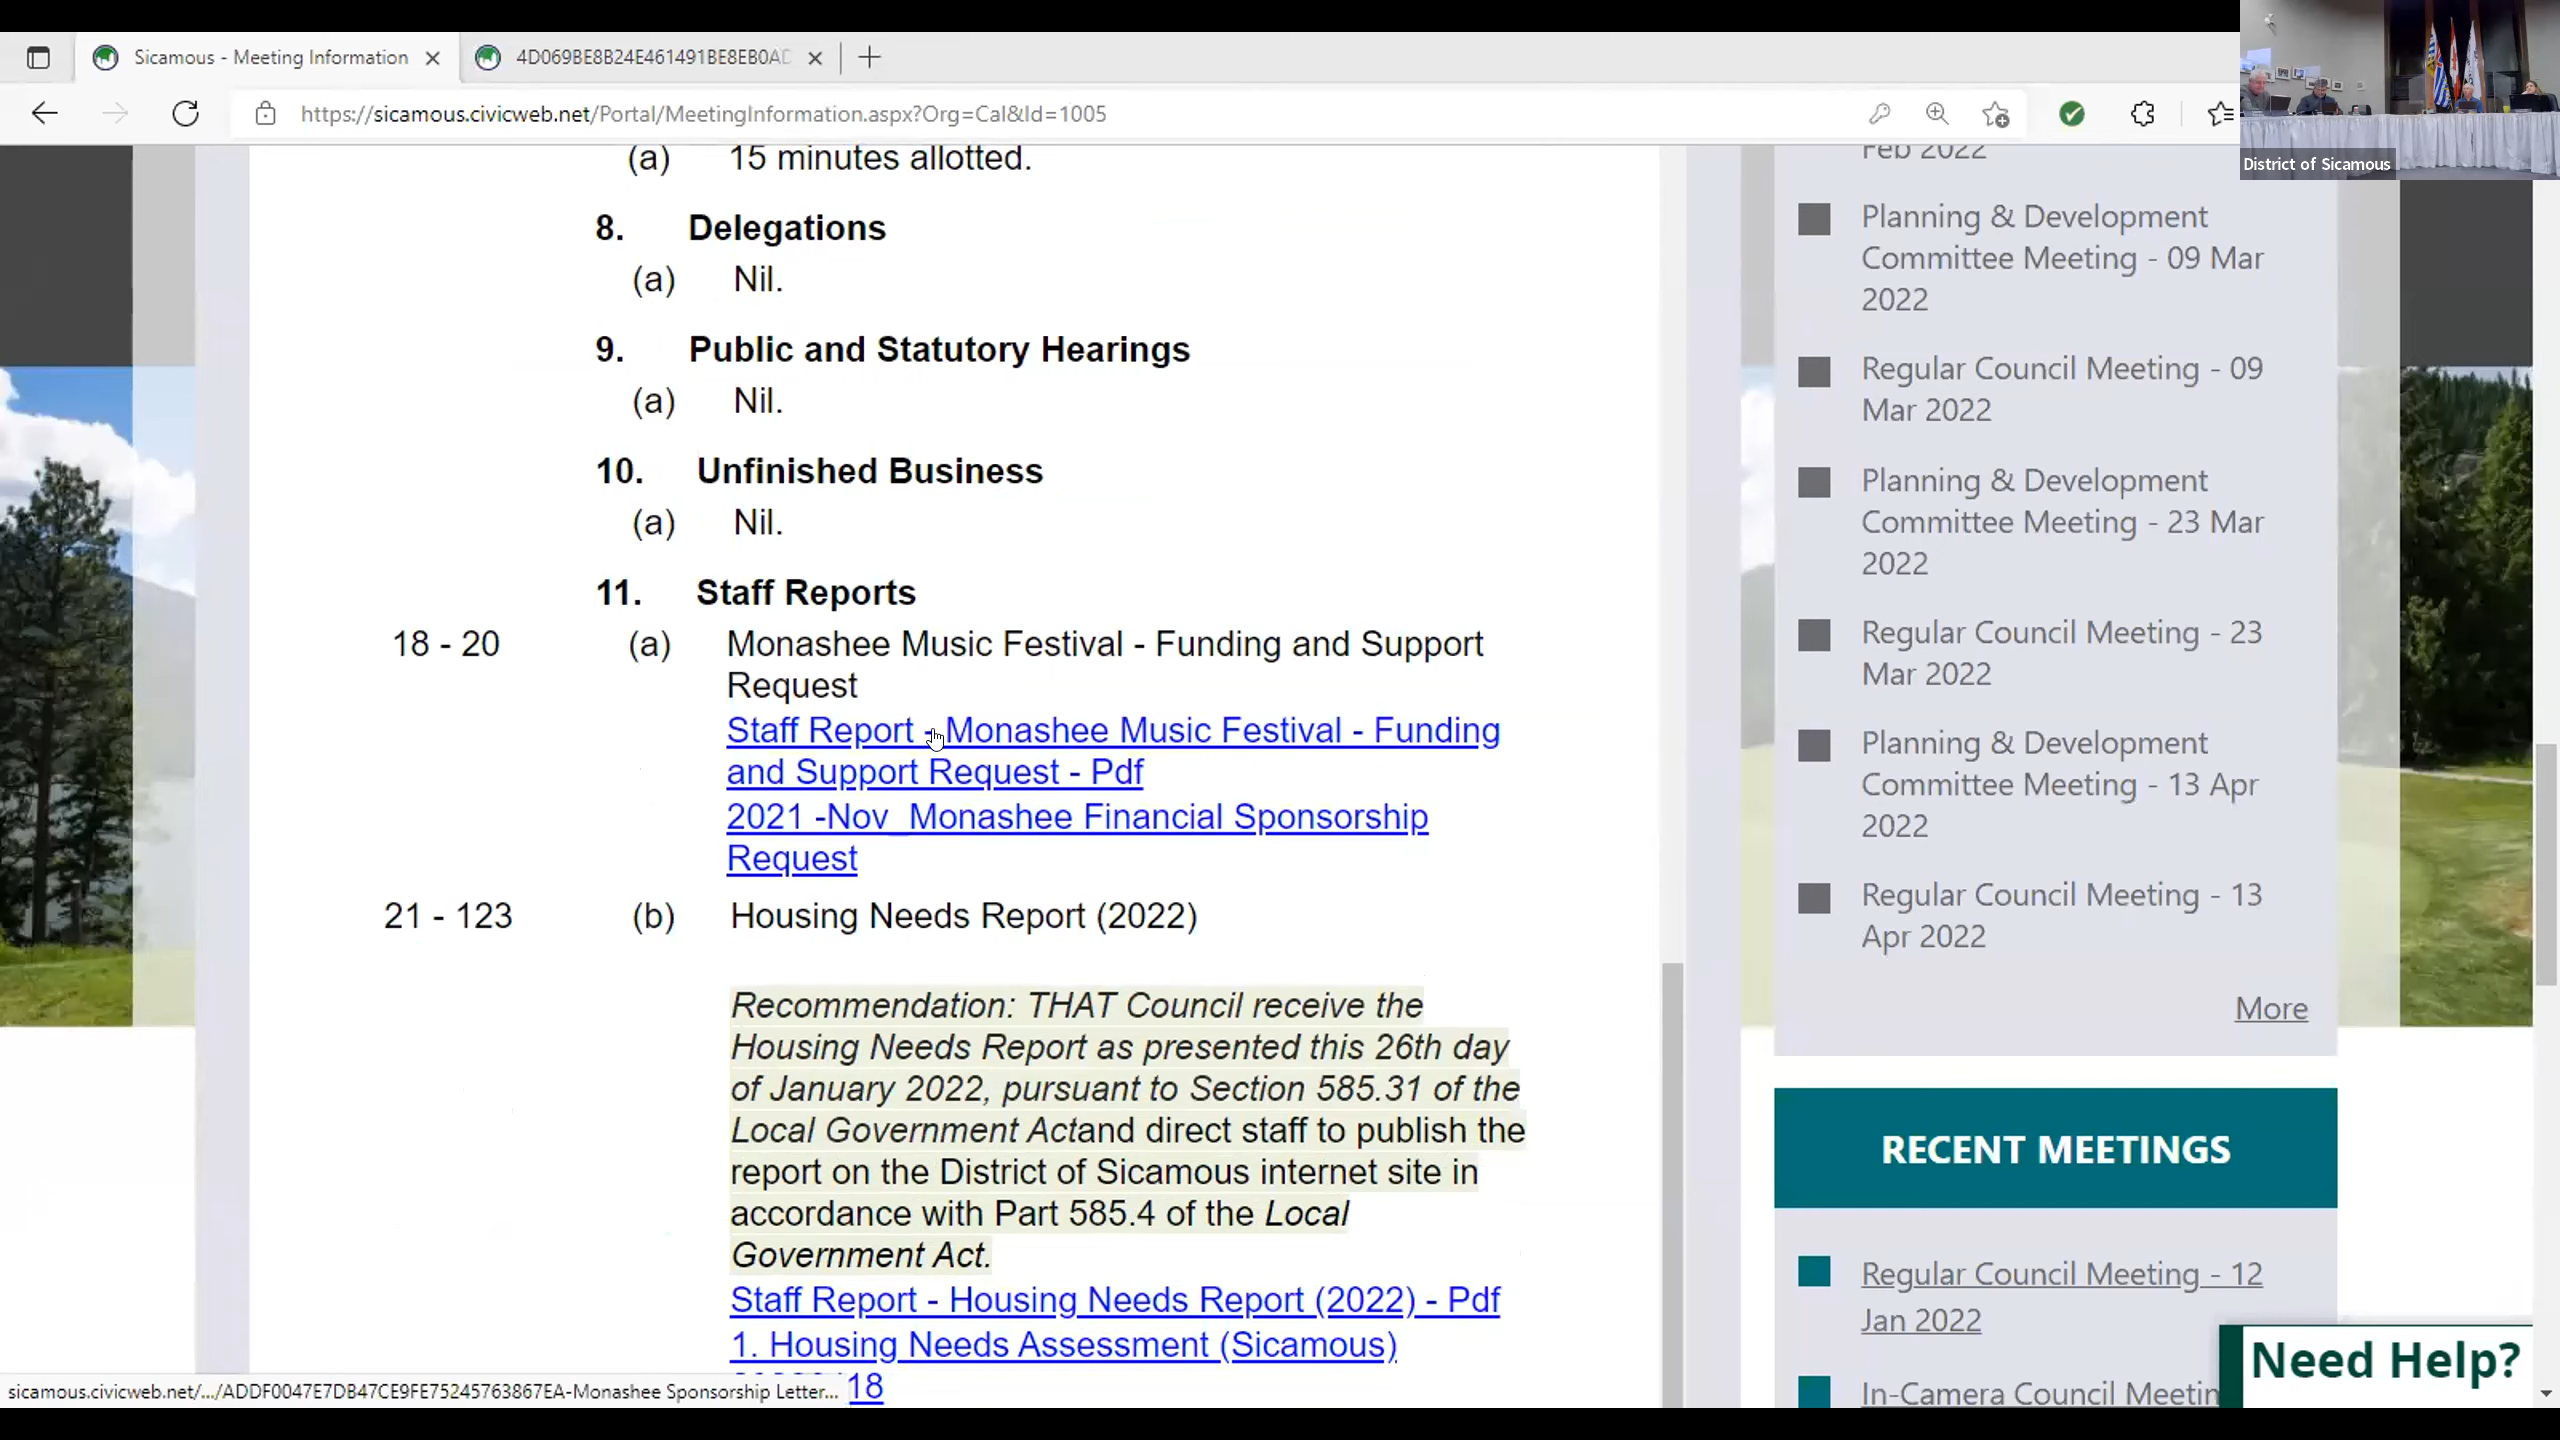 Sicamous - Meeting Information
4D069BE8B24E461491BE8EB0AD
https://sicamous.civicweb.net/Portal/MeetingInformation.aspx?Org=Cal&Id=1005
District of Sicamous
(a) 15 minutes allotted.
8. Delegations
(a) Nil.
9. Public and Statutory Hearings
(a) Nil.
10. Unfinished Business
(a) Nil.
11. Staff Reports
18 - 20 (a) Monashee Music Festival - Funding and Support
Request
Staff Report - Monashee Music Festival - Funding
and Support Request - Pdf
2021 -Nov_Monashee Financial Sponsorship
Request
21 - 123 (b) Housing Needs Report (2022)
Recommendation: THAT Council receive the
Housing Needs Report as presented this 26th day
of January 2022, pursuant to Section 585.31 of the
Local Government Actand direct staff to publish the
report on the District of Sicamous internet site in
accordance with Part 585.4 of the Local
Government Act.
Staff Report - Housing Needs Report (2022) - Pdf
1. Housing Needs Assessment (Sicamous)
18
sicamous.civicweb.net/.../ADDF0047E7DB47CE9FE75245763867EA-Monashee Sponsorship Letter...
Feb 2022
Planning & Development
Committee Meeting - 09 Mar
2022
Regular Council Meeting - 09
Mar 2022
Planning & Development
Committee Meeting - 23 Mar
2022
Regular Council Meeting - 23
Mar 2022
Planning & Development
Committee Meeting - 13 Apr
2022
Regular Council Meeting - 13
Apr 2022
More
RECENT MEETINGS
Regular Council Meeting - 12
Jan 2022
In-Camera Council Meetin
Need Help?